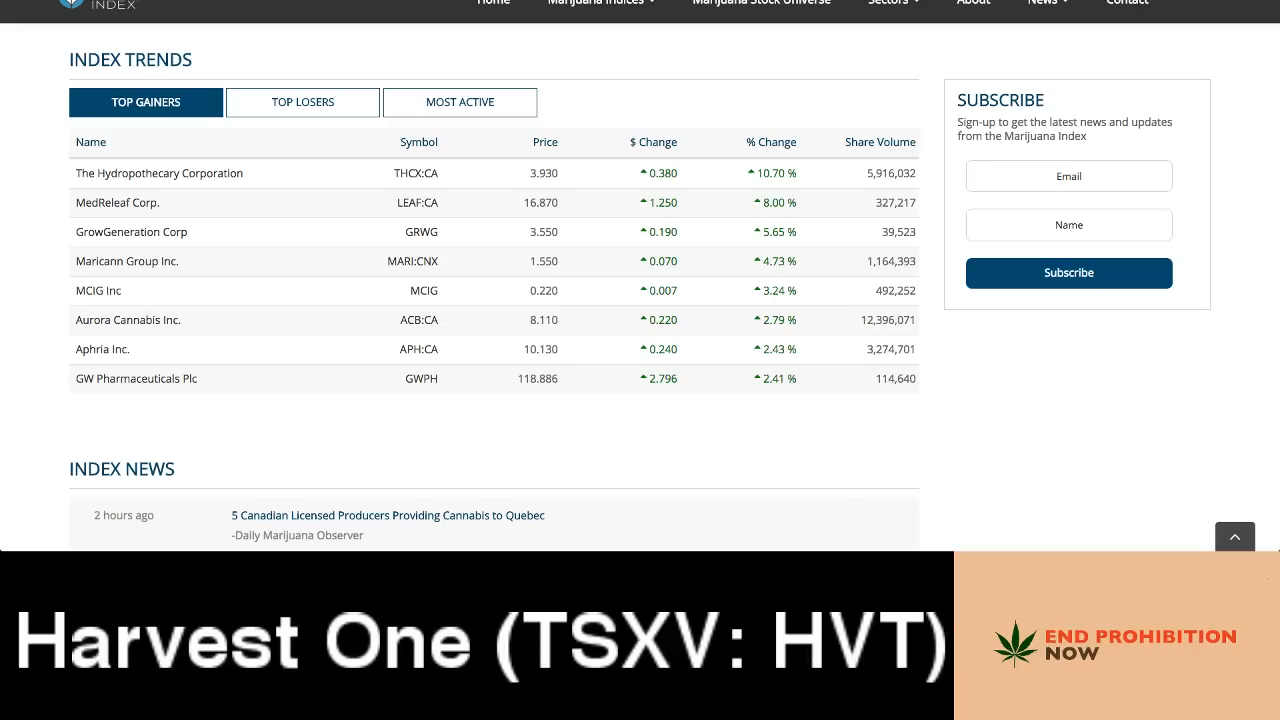 INDEX
Home Marijuana Indices Marijuana Stock Universe Sectors About News Contact
INDEX TRENDS
TOP GAINERS TOP LOSERS MOST ACTIVE
Name Symbol Price $ Change % Change Share Volume
The Hydropothecary Corporation THCX:CA 3.930 0.380 10.70 % 5,916,032
MedReleaf Corp. LEAF:CA 16.870 1.250 8.00 % 327,217
GrowGeneration Corp GRWG 3.550 0.190 5.65 % 39,523
Maricann Group Inc. MARI:CNX 1.550 0.070 4.73 % 1,164,393
MCIG Inc MCIG 0.220 0.007 3.24 % 492,252
Aurora Cannabis Inc. ACB:CA 8.110 0.220 2.79 % 12,396,071
Aphria Inc. APH:CA 10.130 0.240 2.43 % 3,274,701
GW Pharmaceuticals Plc GWPH 118.886 2.796 2.41 % 114,640
SUBSCRIBE
Sign-up to get the latest news and updates
from the Marijuana Index
Email
Name
Subscribe
INDEX NEWS
2 hours ago 5 Canadian Licensed Producers Providing Cannabis to Quebec
-Daily Marijuana Observer
Harvest One (TSXV: HVT)
END PROHIBITION
NOW